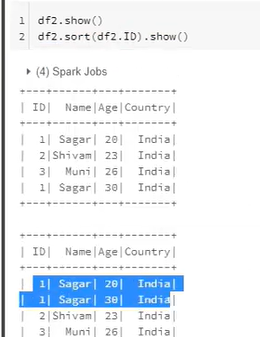 1 df2.show()
2 df2.sort(df2.ID).show()
(4) Spark Jobs
+---+------+---+-------+
| ID|  Name|Age|Country|
+---+------+---+-------+
|  1| Sagar| 20|  India|
|  2|Shivam| 23|  India|
|  3|  Muni| 26|  India|
|  1| Sagar| 30|  India|
+---+------+---+-------+
| ID|  Name|Age|Country|
+---+------+---+-------+
|  1| Sagar| 20|  India|
|  1| Sagar| 30|  India|
|  2|Shivam| 23|  India|
|  3|  Muni| 26|  India|